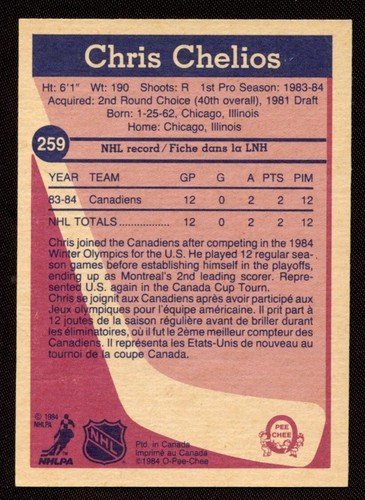 Chris Chelios
Ht: 6'1" Wt: 190 Shoots: R 1st Pro Season: 1983-84
Acquired: 2nd Round Choice (40th overall), 1981 Draft
Born: 1-25-62, Chicago, Illinois
Home: Chicago, Illinois
259
NHL record/Fiche dans la LNH
YEAR TEAM GP G A PTS PIM
83-84 Canadiens 12 0 2 2 12
NHL TOTALS................ 12 0 2 2 12
Chris joined the Canadiens after competing in the 1984
Winter Olympics for the U.S. He played 12 regular sea-
son games before establishing himself in the playoffs,
ending up as Montreal's 2nd leading scorer. Repre-
sented U.S. again in the Canada Cup Tourn.
Chris se joignit aux Canadiens après avoir participé aux
Jeux olympiques pour l'équipe américaine. Il prit part à
12 joutes de la saison régulière avant de briller durant
les éliminatoires, où il fut le 2ème meilleur compteur des
Canadiens. Il représenta les Etats-Unis de nouveau au
tournoi de la coupe Canada.
© 1984
NHLPA
NHLPA
NHL
Ptd. in Canada
Imprimé au Canada
©1984 O-Pee-Chee
O
PEE
CHEE